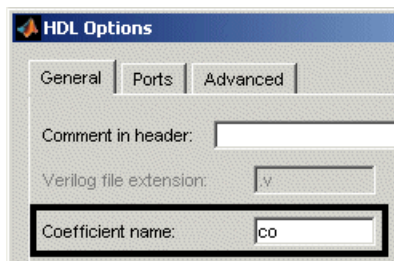 HDL Options
General Ports Advanced
Comment in header:
Verilog file extension: .v
Coefficient name: co